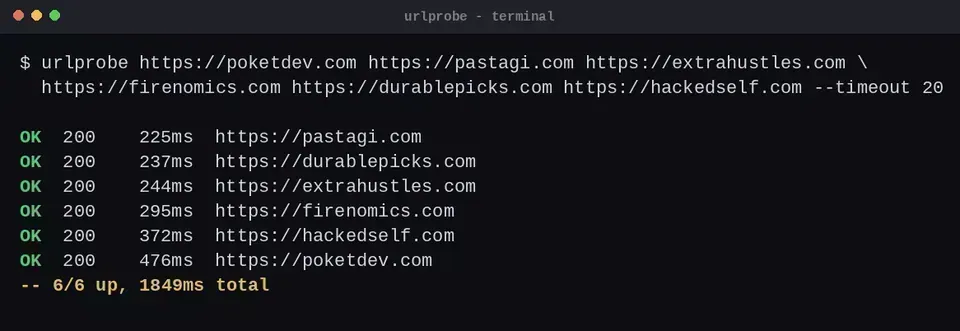 urlprobe - terminal
$ urlprobe https://poketdev.com https://pastagi.com https://extrahustles.com \
https://firenomics.com https://durablepicks.com https://hackedself.com --timeout 20
OK 200 225ms https://pastagi.com
OK 200 237ms https://durablepicks.com
OK 200 244ms https://extrahustles.com
OK 200 295ms https://firenomics.com
OK 200 372ms https://hackedself.com
OK 200 476ms https://poketdev.com
-- 6/6 up, 1849ms total